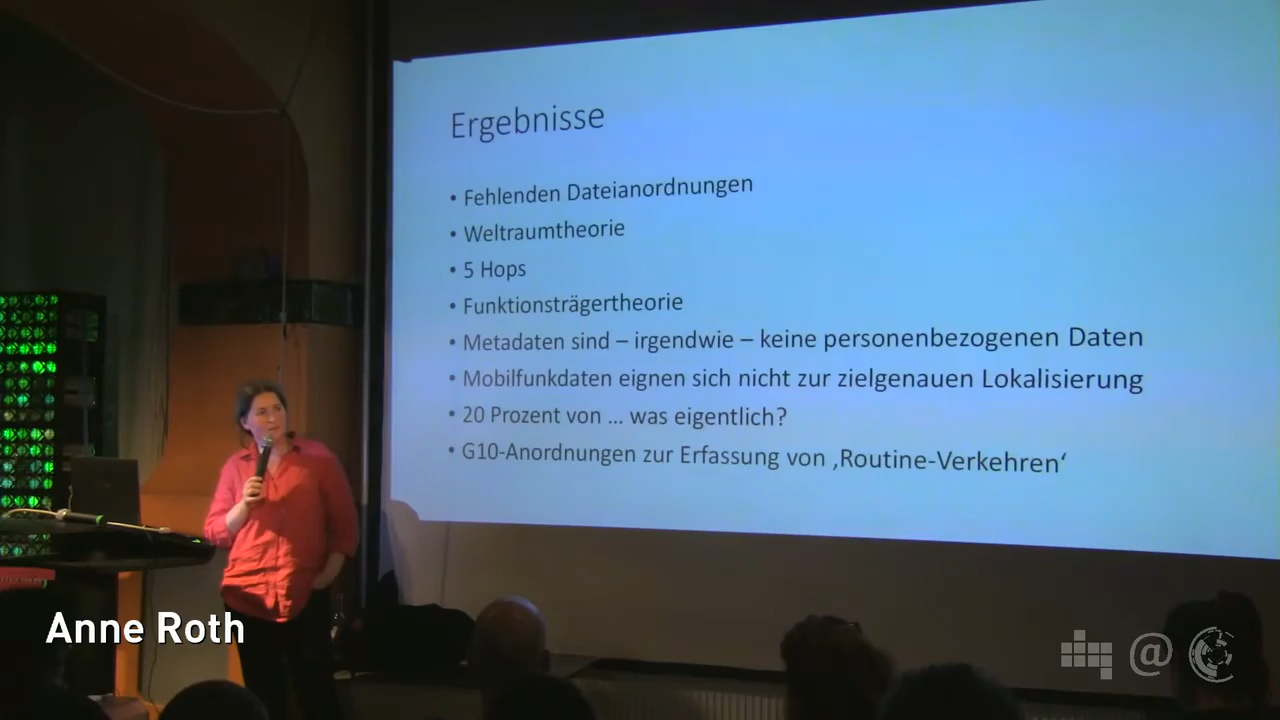 Ergebnisse
• Fehlenden Dateianordnungen
• Weltraumtheorie
• 5 Hops
• Funktionsträgertheorie
• Metadaten sind – irgendwie – keine personenbezogenen Daten
• Mobilfunkdaten eignen sich nicht zur zielgenauen Lokalisierung
• 20 Prozent von ... was eigentlich?
• G10-Anordnungen zur Erfassung von ‚Routine-Verkehren‘
Anne Roth
@